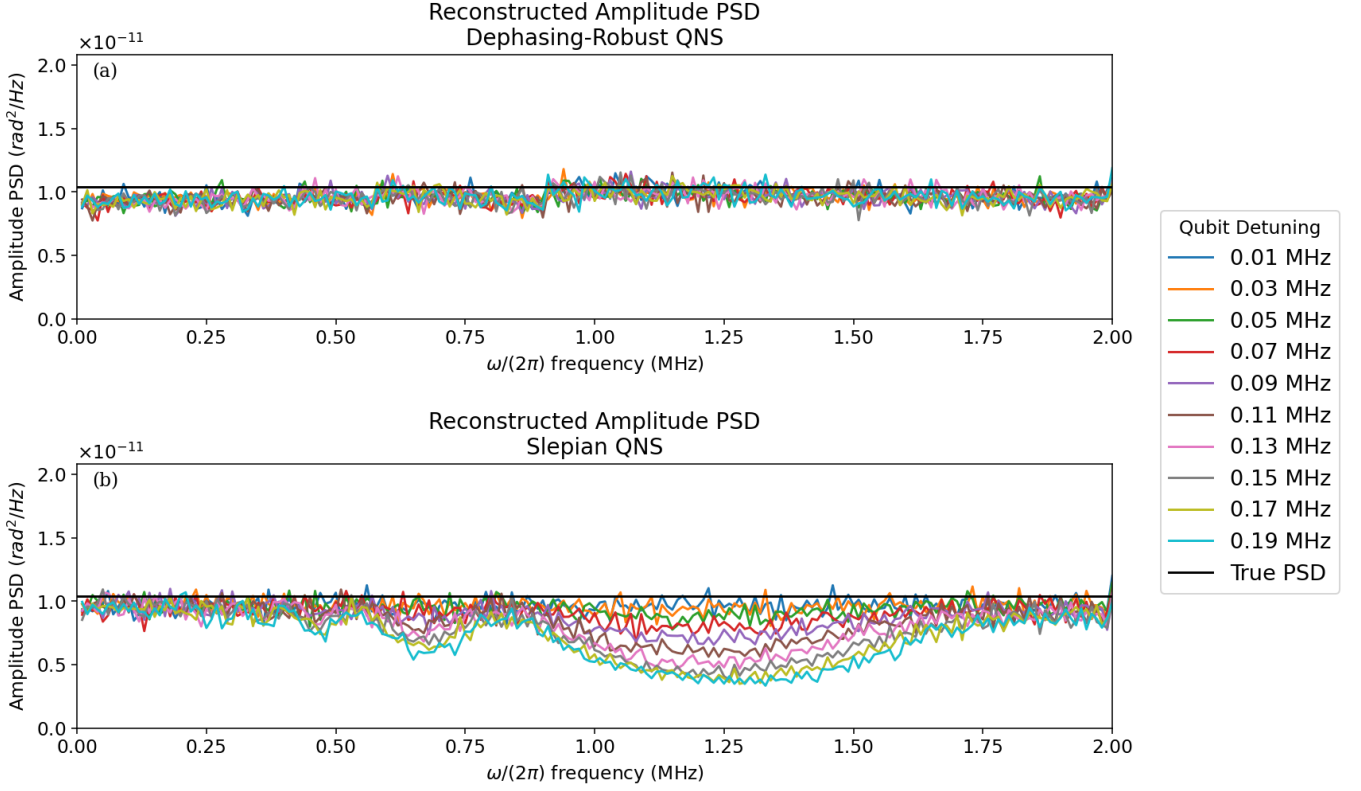 Reconstructed Amplitude PSD
Dephasing-Robust QNS
×10⁻¹¹
(a)
2.0
1.5
1.0
0.5
0.0
Amplitude PSD (rad²/Hz)
0.00 0.25 0.50 0.75 1.00 1.25 1.50 1.75 2.00
ω/(2π) frequency (MHz)
Reconstructed Amplitude PSD
Slepian QNS
×10⁻¹¹
(b)
2.0
1.5
1.0
0.5
0.0
Amplitude PSD (rad²/Hz)
0.00 0.25 0.50 0.75 1.00 1.25 1.50 1.75 2.00
ω/(2π) frequency (MHz)
Qubit Detuning
0.01 MHz
0.03 MHz
0.05 MHz
0.07 MHz
0.09 MHz
0.11 MHz
0.13 MHz
0.15 MHz
0.17 MHz
0.19 MHz
True PSD